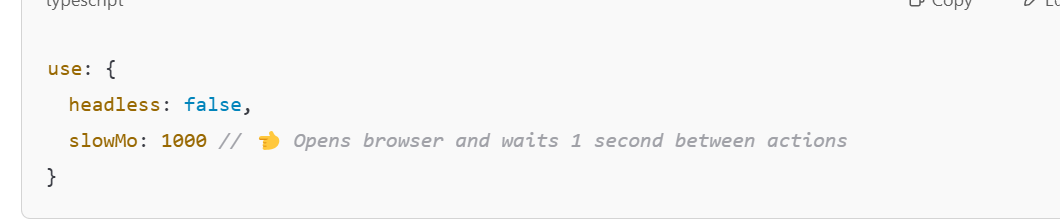 typescript Copy
use: {
headless: false,
slowMo: 1000 // 👈 Opens browser and waits 1 second between actions
}